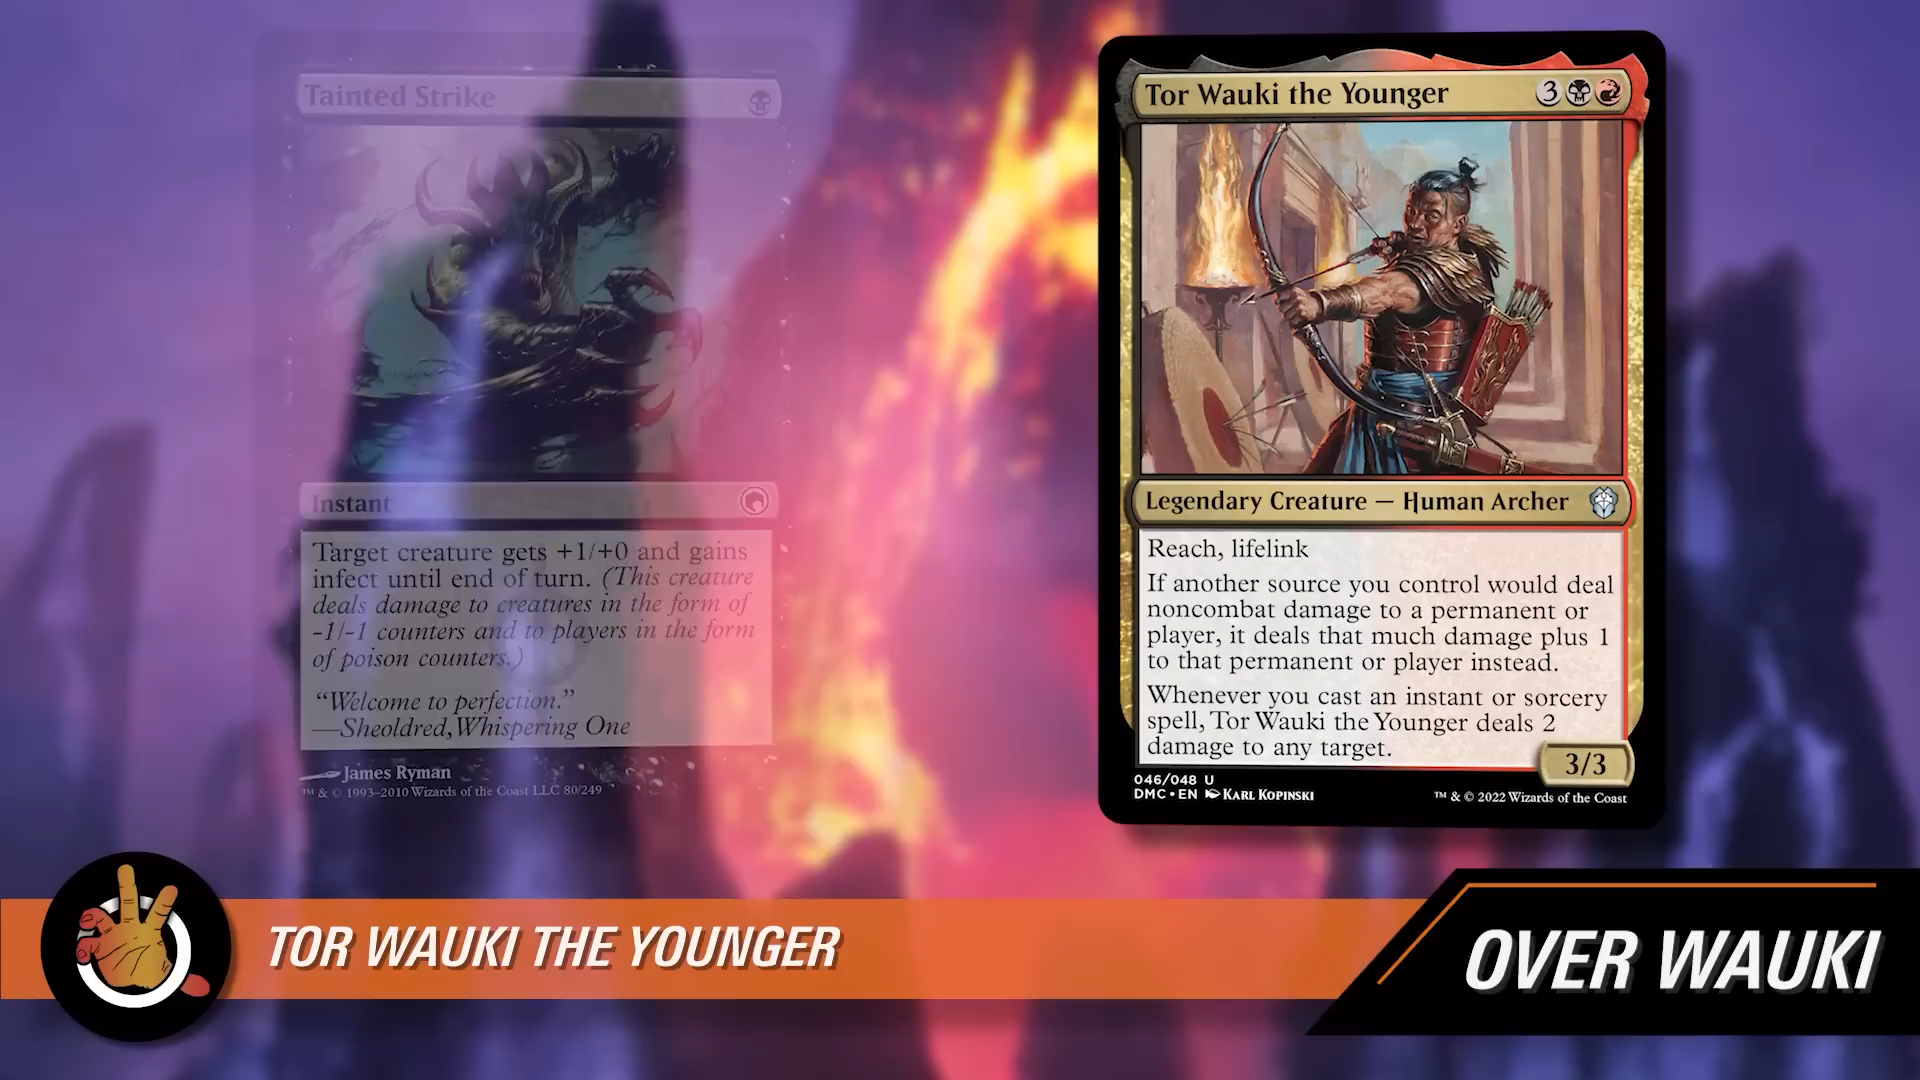 Tainted Strike
Instant
Target creature gets +1/+0 and gains
infect until end of turn. (This creature
deals damage to creatures in the form of
-1/-1 counters and to players in the form
of poison counters.)
“Welcome to perfection.”
—Sheoldred, Whispering One
James Ryman
™ & © 1993–2010 Wizards of the Coast LLC 80/249
Tor Wauki the Younger 3
Legendary Creature — Human Archer
Reach, lifelink
If another source you control would deal
noncombat damage to a permanent or
player, it deals that much damage plus 1
to that permanent or player instead.
Whenever you cast an instant or sorcery
spell, Tor Wauki the Younger deals 2
damage to any target.
3/3
046/048 U
DMC • EN KARL KOPINSKI
™ & © 2022 Wizards of the Coast
TOR WAUKI THE YOUNGER
OVER WAUKI